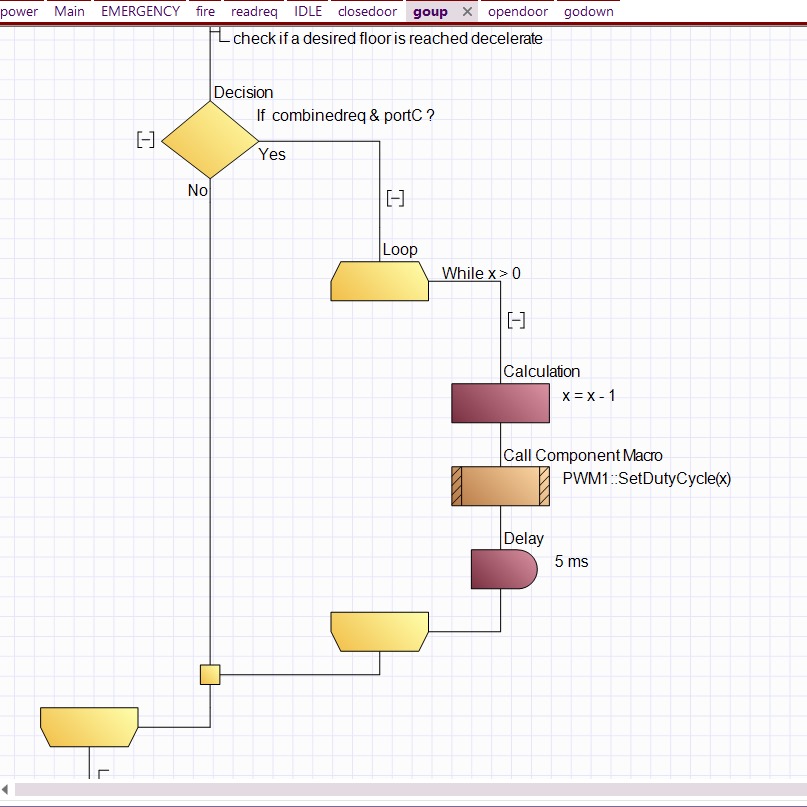 power Main EMERGENCY fire readreq IDLE closedoor goup ✕ opendoor godown
check if a desired floor is reached decelerate
Decision
If combinedreq & portC ?
[–]
Yes
No
[–]
Loop
While x > 0
[–]
Calculation
x = x - 1
Call Component Macro
PWM1::SetDutyCycle(x)
Delay
5 ms